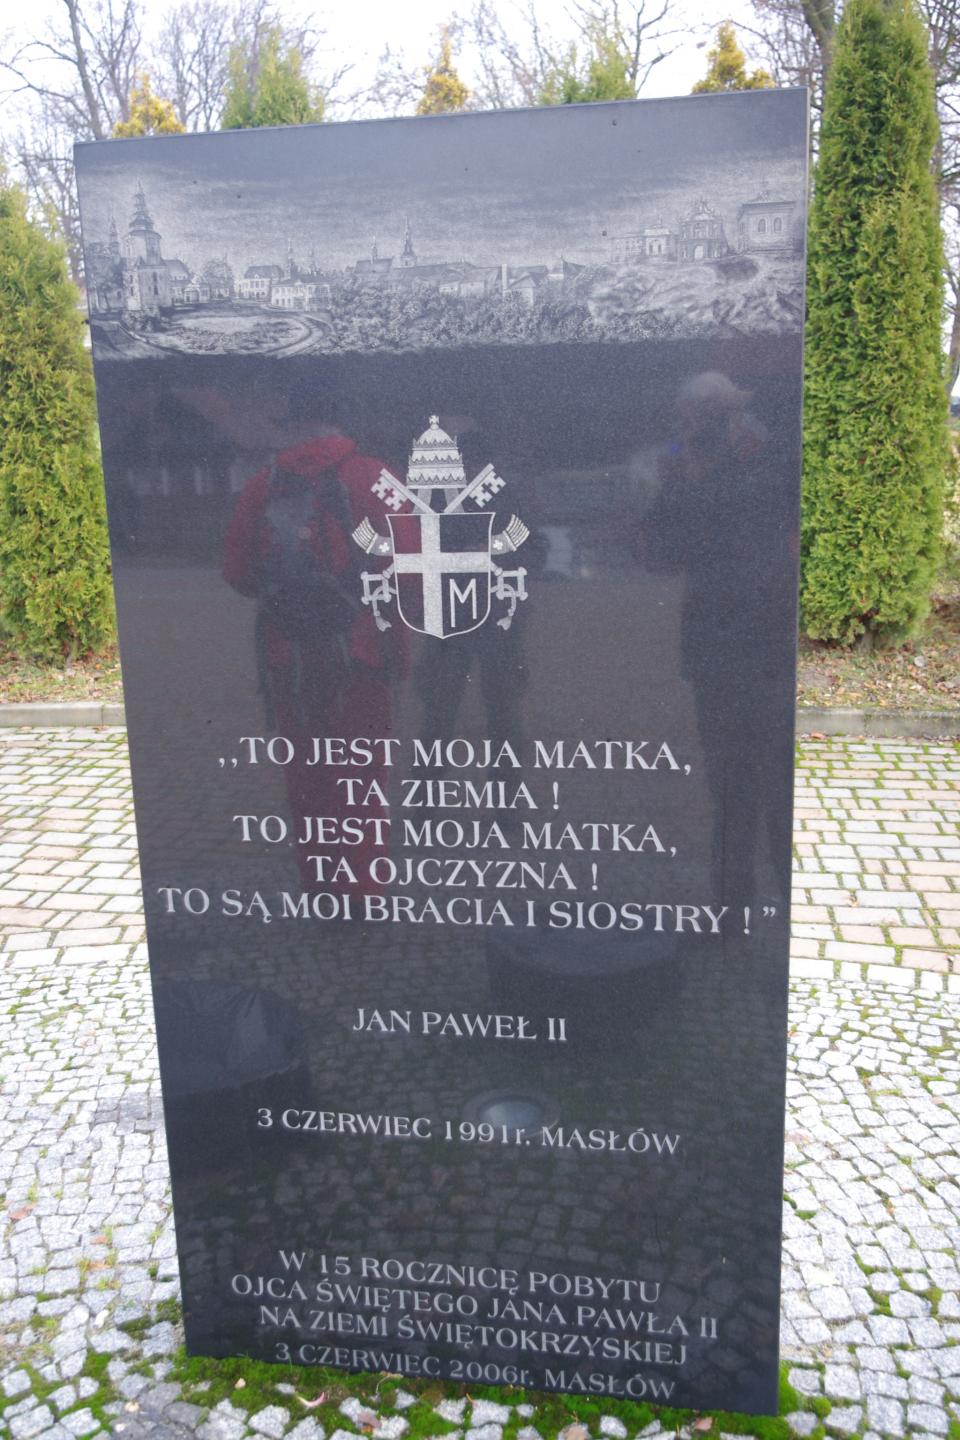 M
,,TO JEST MOJA MATKA,
TA ZIEMIA !
TO JEST MOJA MATKA,
TA OJCZYZNA !
TO SĄ MOI BRACIA I SIOSTRY !”
JAN PAWEŁ II
3 CZERWIEC 1991r. MASŁÓW
W 15 ROCZNICĘ POBYTU
OJCA ŚWIĘTEGO JANA PAWŁA II
NA ZIEMI ŚWIĘTOKRZYSKIEJ
3 CZERWIEC 2006r. MASŁÓW